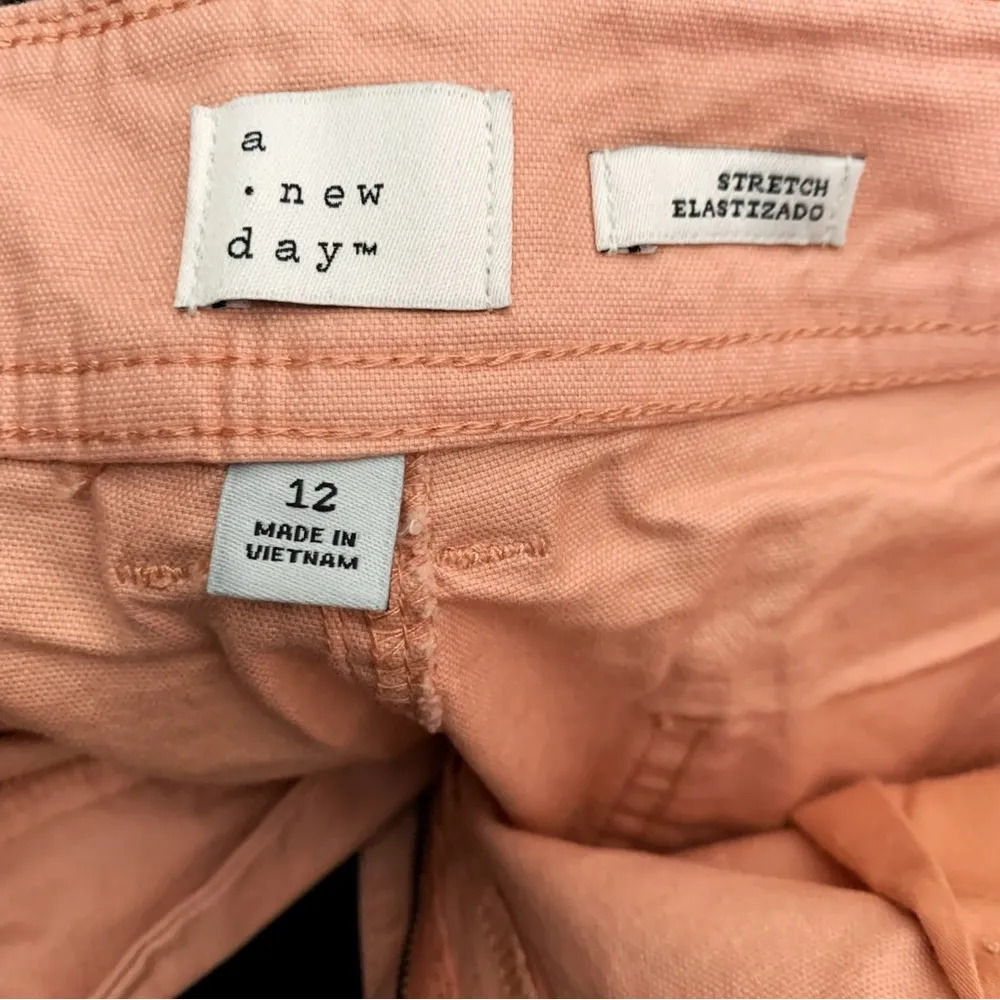 a
· new
day™
STRETCH
ELASTIZADO
12
MADE IN
VIETNAM